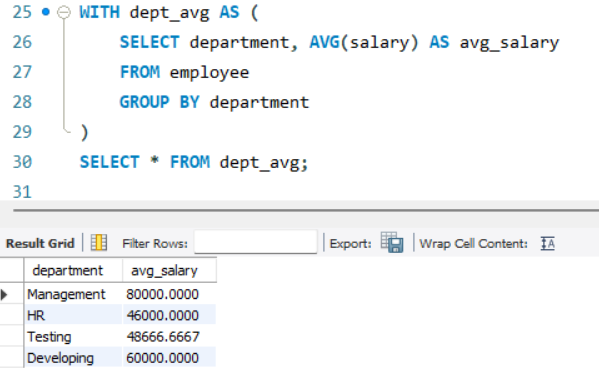 25 WITH dept_avg AS (
26 SELECT department, AVG(salary) AS avg_salary
27 FROM employee
28 GROUP BY department
29 )
30 SELECT * FROM dept_avg;
31
Result Grid Filter Rows: Export: Wrap Cell Content: IA
department avg_salary
Management 80000.0000
HR 46000.0000
Testing 48666.6667
Developing 60000.0000